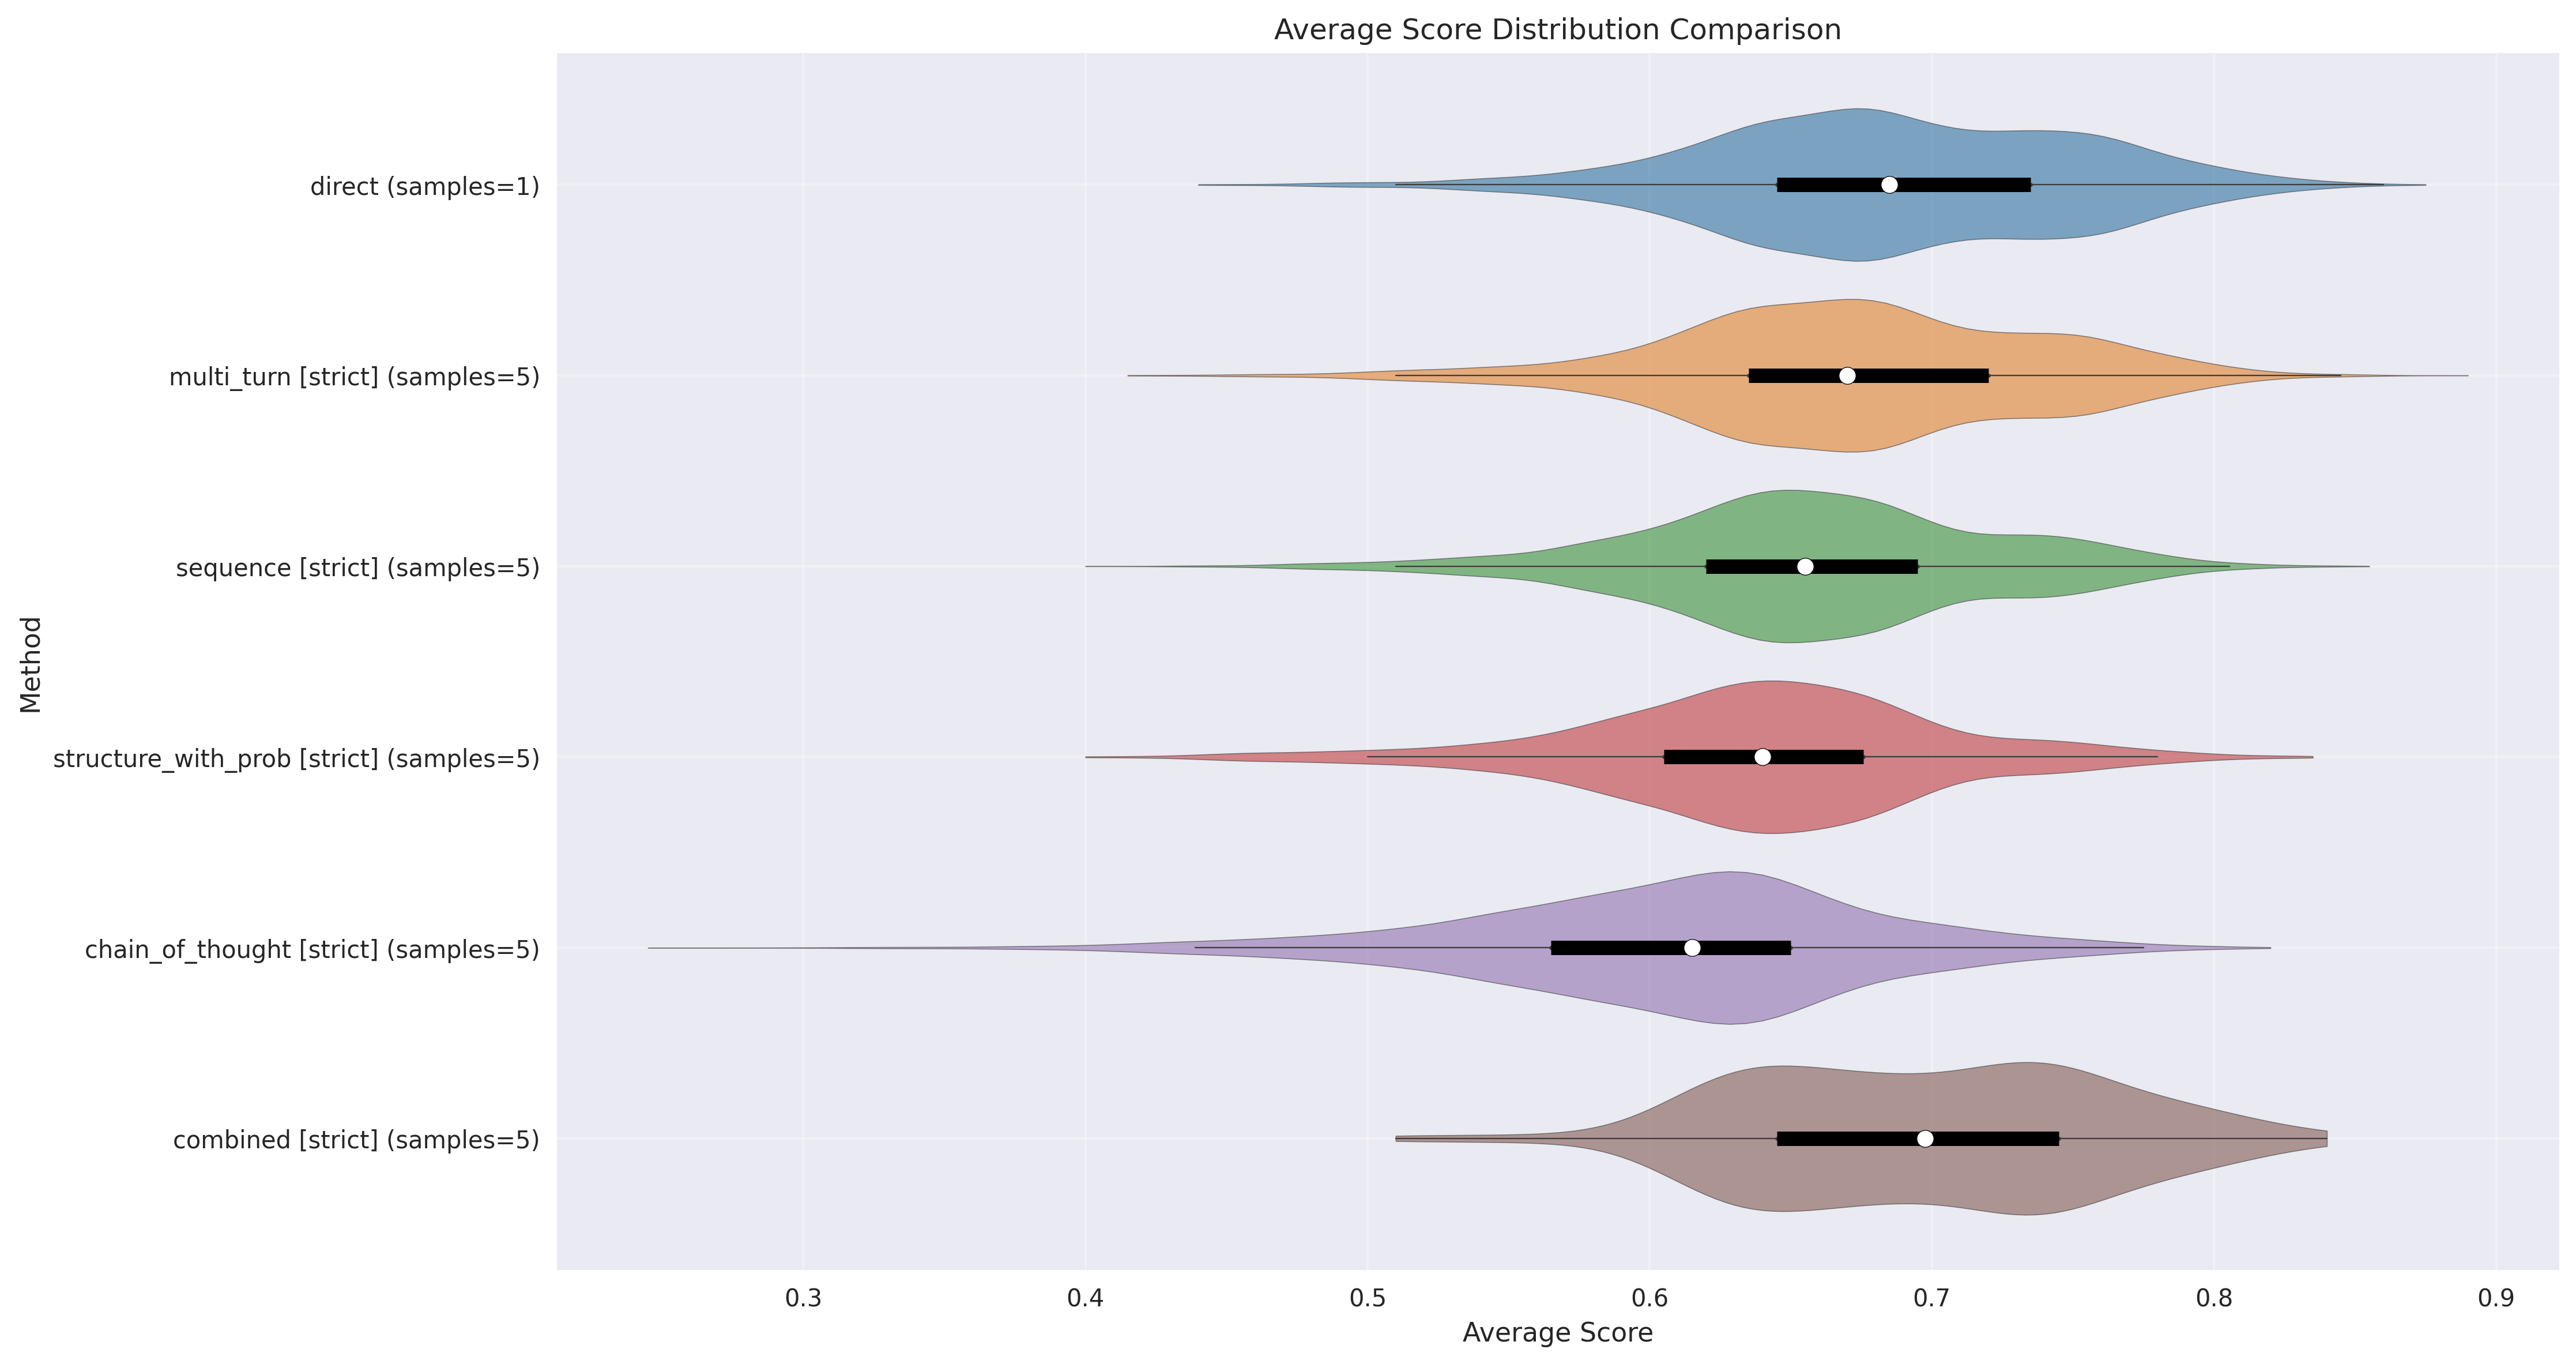 Average Score Distribution Comparison
Method
direct (samples=1)
multi_turn [strict] (samples=5)
sequence [strict] (samples=5)
structure_with_prob [strict] (samples=5)
chain_of_thought [strict] (samples=5)
combined [strict] (samples=5)
0.3 0.4 0.5 0.6 0.7 0.8 0.9
Average Score